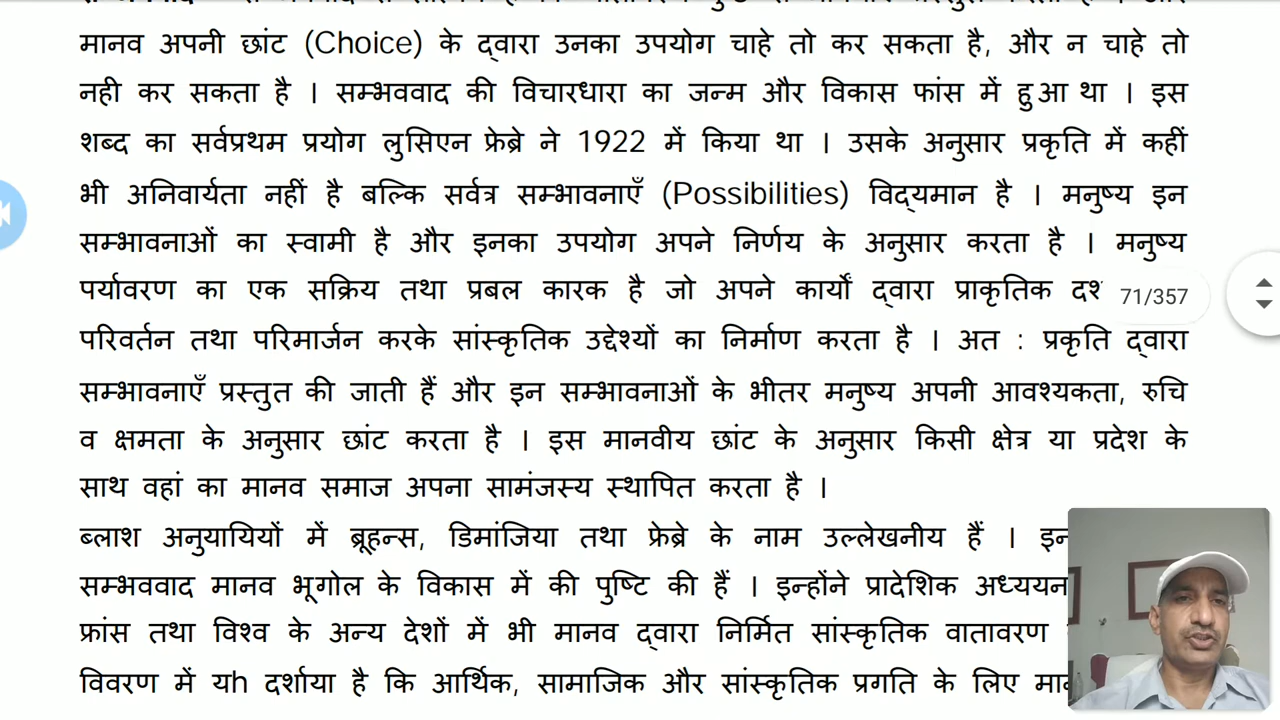 मानव अपनी छांट (Choice) के द्वारा उनका उपयोग चाहे तो कर सकता है, और न चाहे तो
नही कर सकता है । सम्भववाद की विचारधारा का जन्म और विकास फांस में हुआ था । इस
शब्द का सर्वप्रथम प्रयोग लुसिएन फ्रेब्रे ने 1922 में किया था । उसके अनुसार प्रकृति में कहीं
भी अनिवार्यता नहीं है बल्कि सर्वत्र सम्भावनाएँ (Possibilities) विद्यमान है । मनुष्य इन
सम्भावनाओं का स्वामी है और इनका उपयोग अपने निर्णय के अनुसार करता है । मनुष्य
पर्यावरण का एक सक्रिय तथा प्रबल कारक है जो अपने कार्यों द्वारा प्राकृतिक
71/357
परिवर्तन तथा परिमार्जन करके सांस्कृतिक उद्देश्यों का निर्माण करता है । अत : प्रकृति द्वारा
सम्भावनाएँ प्रस्तुत की जाती हैं और इन सम्भावनाओं के भीतर मनुष्य अपनी आवश्यकता, रुचि
व क्षमता के अनुसार छांट करता है । इस मानवीय छांट के अनुसार किसी क्षेत्र या प्रदेश के
साथ वहां का मानव समाज अपना सामंजस्य स्थापित करता है ।
ब्लाश अनुयायियों में ब्रूहन्स, डिमांजिया तथा फ्रेब्रे के नाम उल्लेखनीय हैं ।
सम्भववाद मानव भूगोल के विकास में की पुष्टि की हैं । इन्होंने प्रादेशिक अध्ययन
फ्रांस तथा विश्व के अन्य देशों में भी मानव द्वारा निर्मित सांस्कृतिक वातावरण
विवरण में यh दर्शाया है कि आर्थिक, सामाजिक और सांस्कृतिक प्रगति के लिए